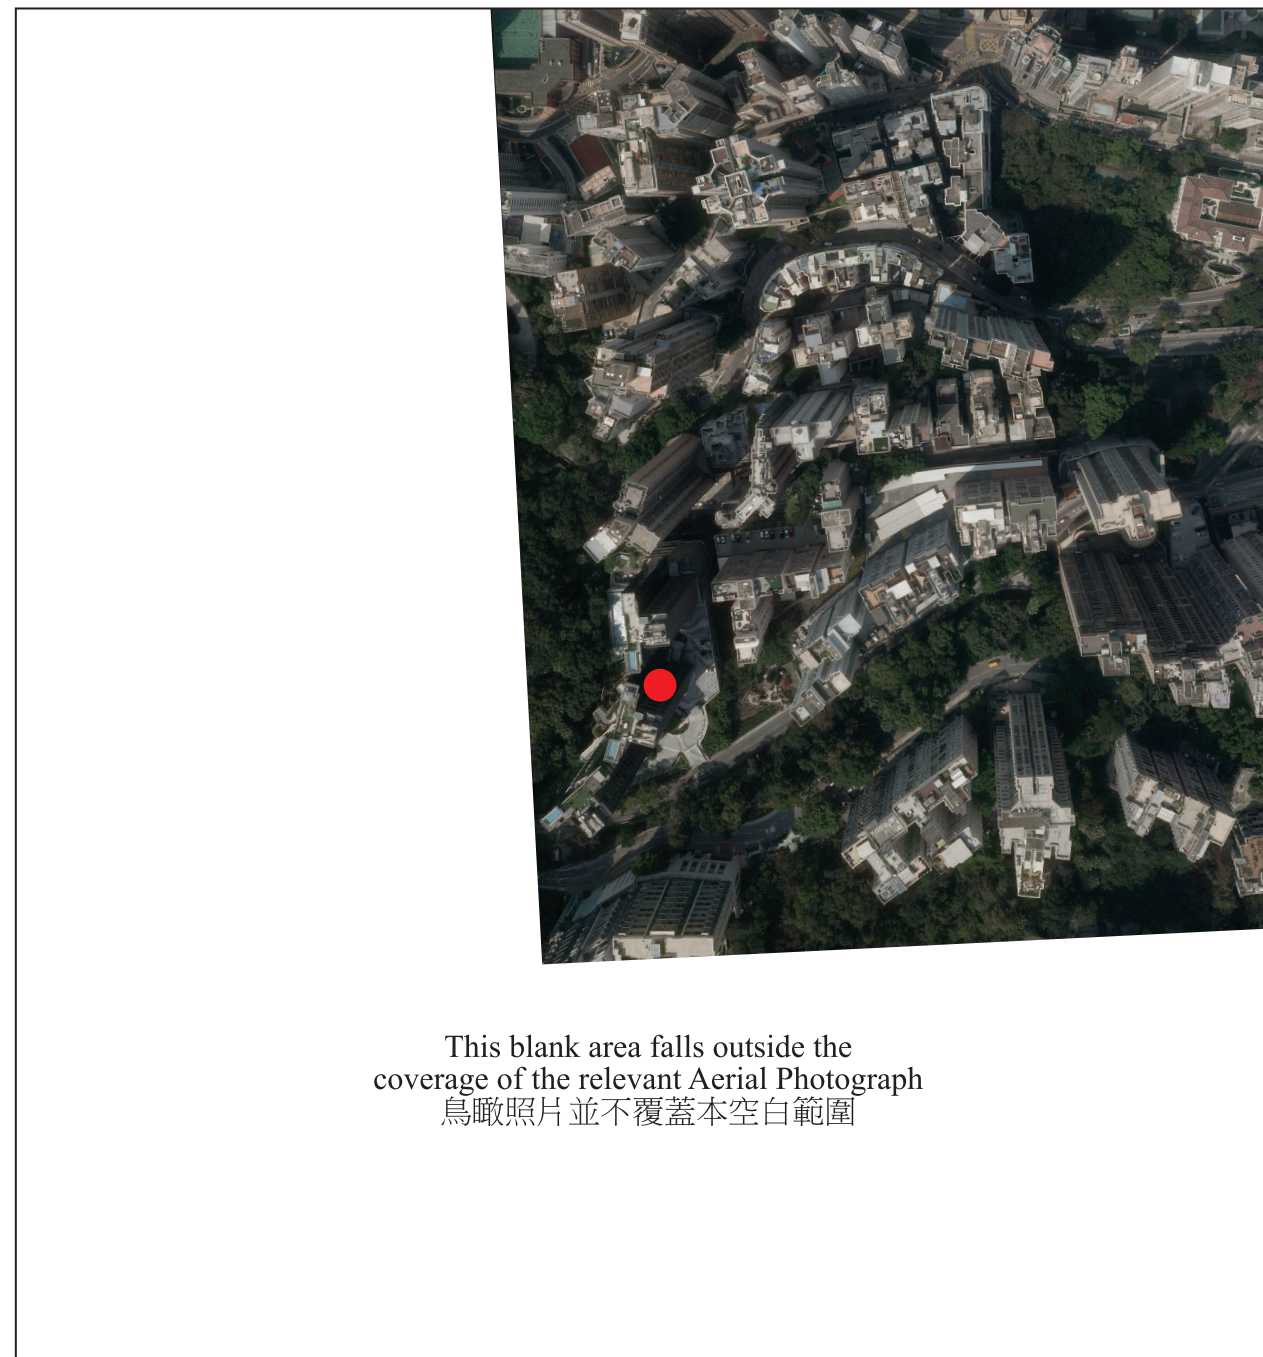 This blank area falls outside the
coverage of the relevant Aerial Photograph
鳥瞰照片並不覆蓋本空白範圍